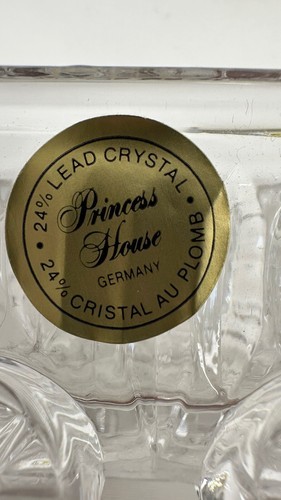 • 24% LEAD CRYSTAL •
Princess
House
GERMANY
24% CRISTAL AU PLOMB